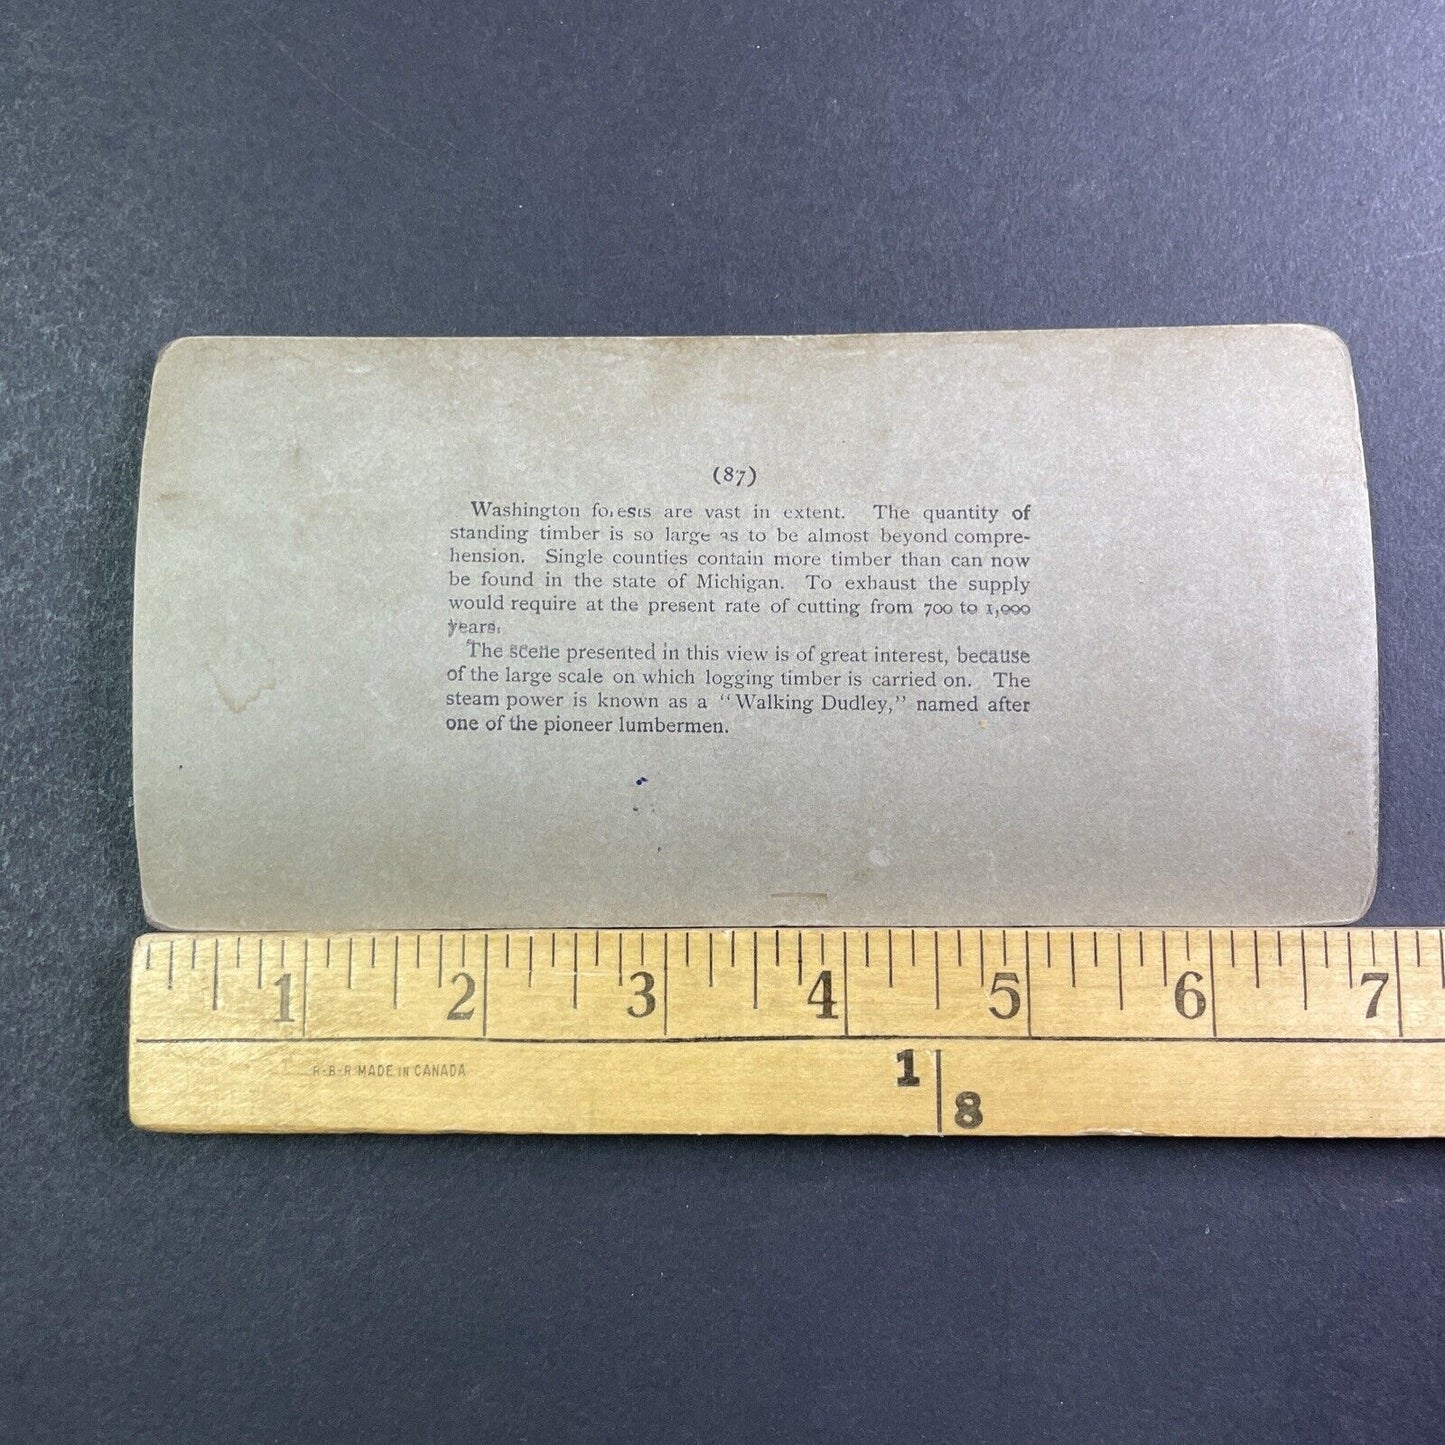 (87)
Washington forests are vast in extent. The quantity of
standing timber is so large as to be almost beyond compre-
hension. Single counties contain more timber than can now
be found in the state of Michigan. To exhaust the supply
would require at the present rate of cutting from 700 to 1,000
years.
The scene presented in this view is of great interest, because
of the large scale on which logging timber is carried on. The
steam power is known as a "Walking Dudley," named after
one of the pioneer lumbermen.
1 2 3 4 5 6 7
R-B-R MADE IN CANADA
1
8